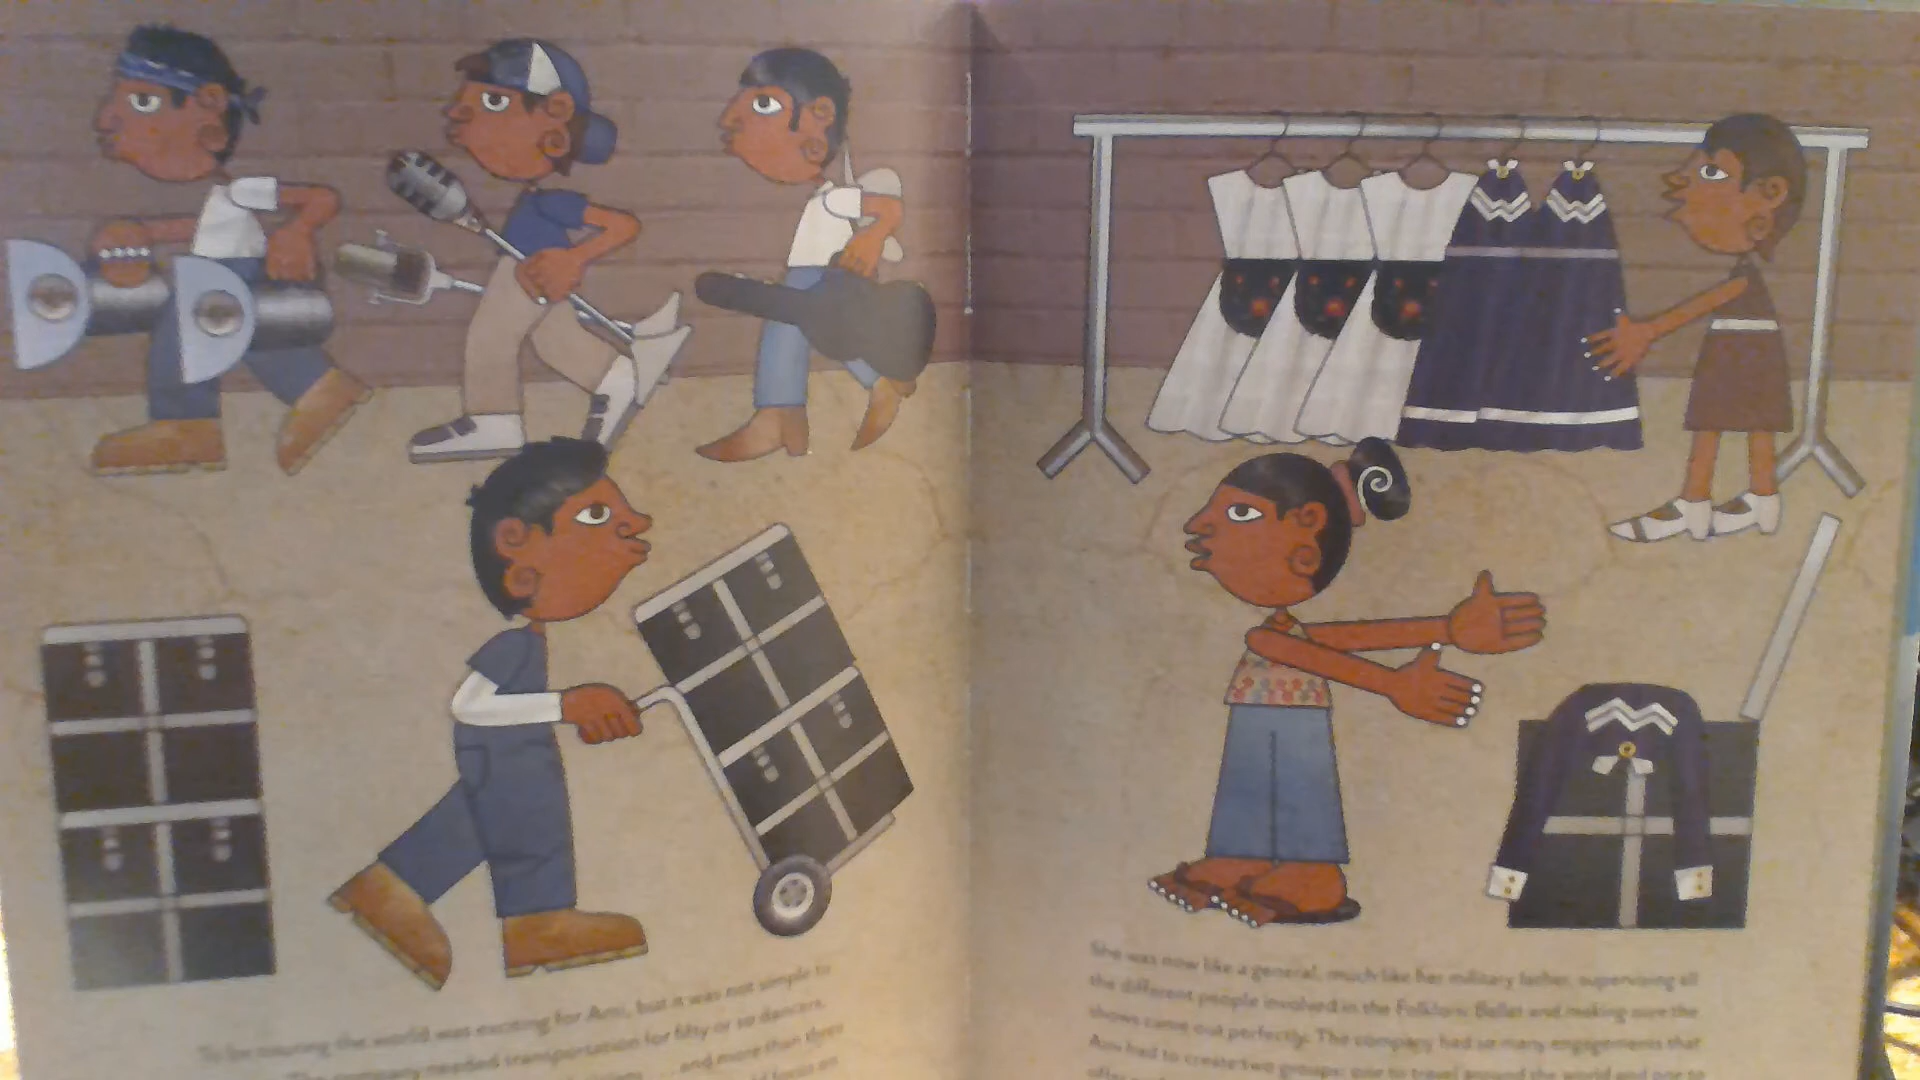 To be touring the world was exciting for Ami, but it was not simple to
The company needed transportation for fifty or so dancers,
and more than three
focus on
She was now like a general, much like her military father, supervising all
the different people involved in the Folkloric Ballet and making sure the
shows came out perfectly. The company had so many engagements that
Ami had to create two groups: one to travel around the world and one to